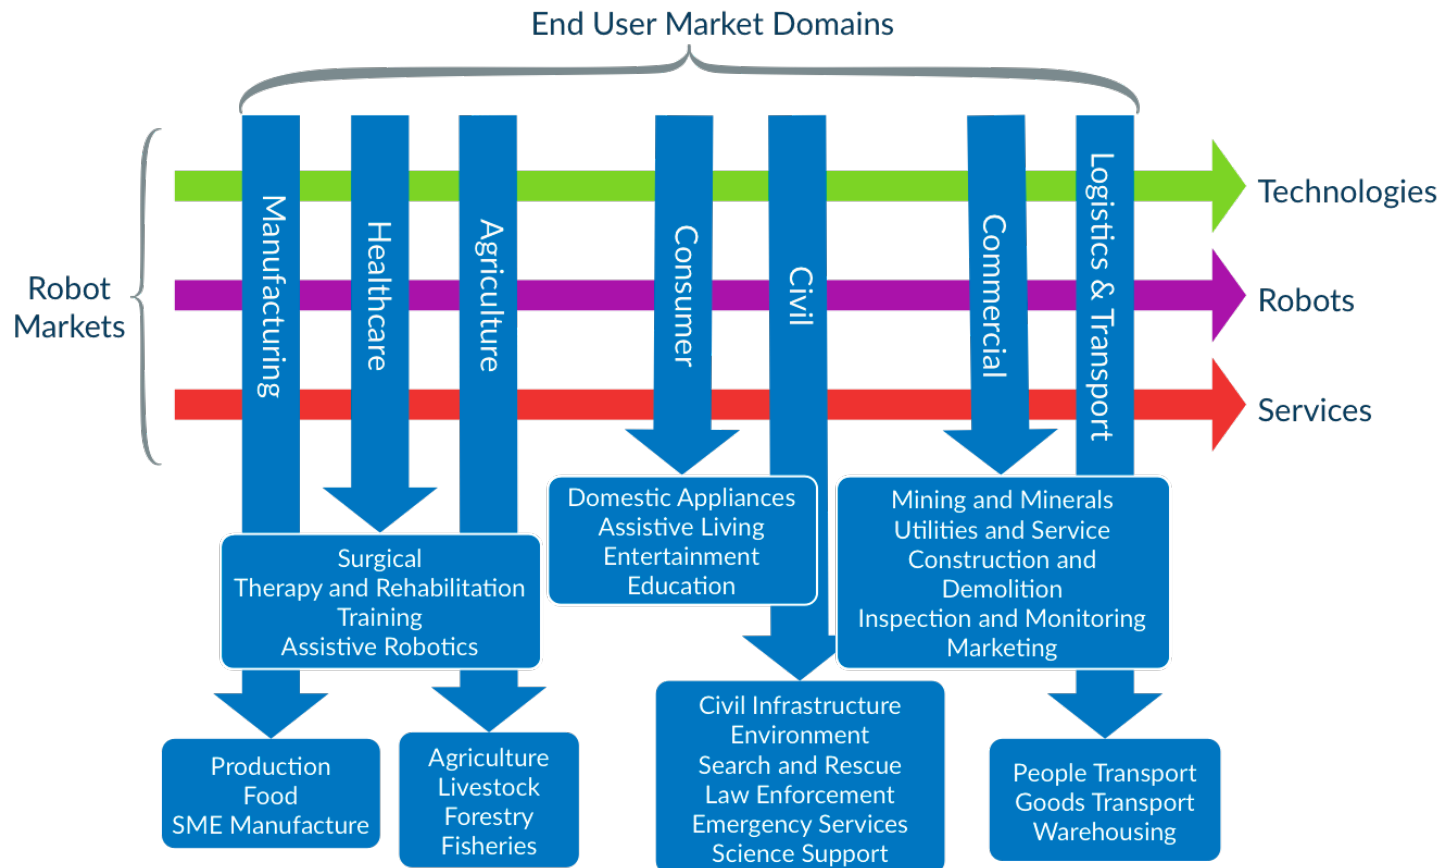 End User Market Domains
Robot
Markets
Manufacturing
Healthcare
Agriculture
Consumer
Civil
Commercial
Logistics & Transport
Technologies
Robots
Services
Surgical
Therapy and Rehabilitation
Training
Assistive Robotics
Domestic Appliances
Assistive Living
Entertainment
Education
Mining and Minerals
Utilities and Service
Construction and
Demolition
Inspection and Monitoring
Marketing
Production
Food
SME Manufacture
Agriculture
Livestock
Forestry
Fisheries
Civil Infrastructure
Environment
Search and Rescue
Law Enforcement
Emergency Services
Science Support
People Transport
Goods Transport
Warehousing